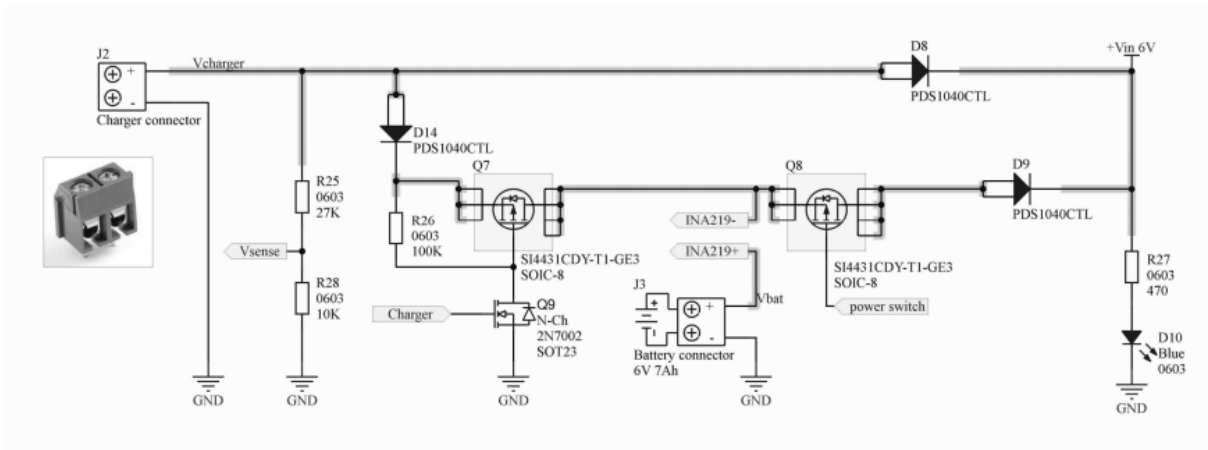 J2
+
-
Charger connector
Vcharger
D8
PDS1040CTL
+Vin 6V
D14
PDS1040CTL
Q7
Q8
D9
PDS1040CTL
R25
0603
27K
R26
0603
100K
INA219-
INA219+
SI4431CDY-T1-GE3
SOIC-8
SI4431CDY-T1-GE3
SOIC-8
R27
0603
470
Vsense
R28
0603
10K
Charger
Q9
N-Ch
2N7002
SOT23
J3
+
-
Vbat
Battery connector
6V 7Ah
power switch
D10
Blue
0603
GND
GND
GND
GND
GND